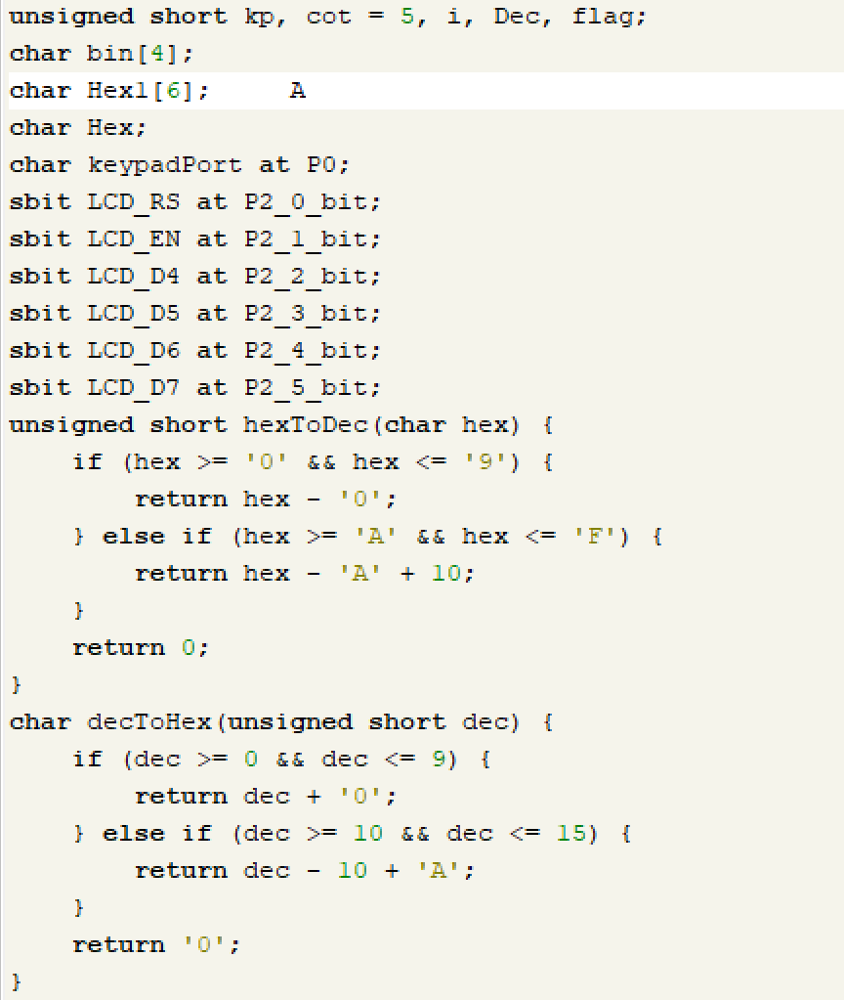 unsigned short kp, cot = 5, i, Dec, flag;
char bin[4];
char Hex1[6];     A
char Hex;
char keypadPort at P0;
sbit LCD_RS at P2_0_bit;
sbit LCD_EN at P2_1_bit;
sbit LCD_D4 at P2_2_bit;
sbit LCD_D5 at P2_3_bit;
sbit LCD_D6 at P2_4_bit;
sbit LCD_D7 at P2_5_bit;
unsigned short hexToDec(char hex) {
    if (hex >= '0' && hex <= '9') {
        return hex - '0';
    } else if (hex >= 'A' && hex <= 'F') {
        return hex - 'A' + 10;
    }
    return 0;
}
char decToHex(unsigned short dec) {
    if (dec >= 0 && dec <= 9) {
        return dec + '0';
    } else if (dec >= 10 && dec <= 15) {
        return dec - 10 + 'A';
    }
    return '0';
}